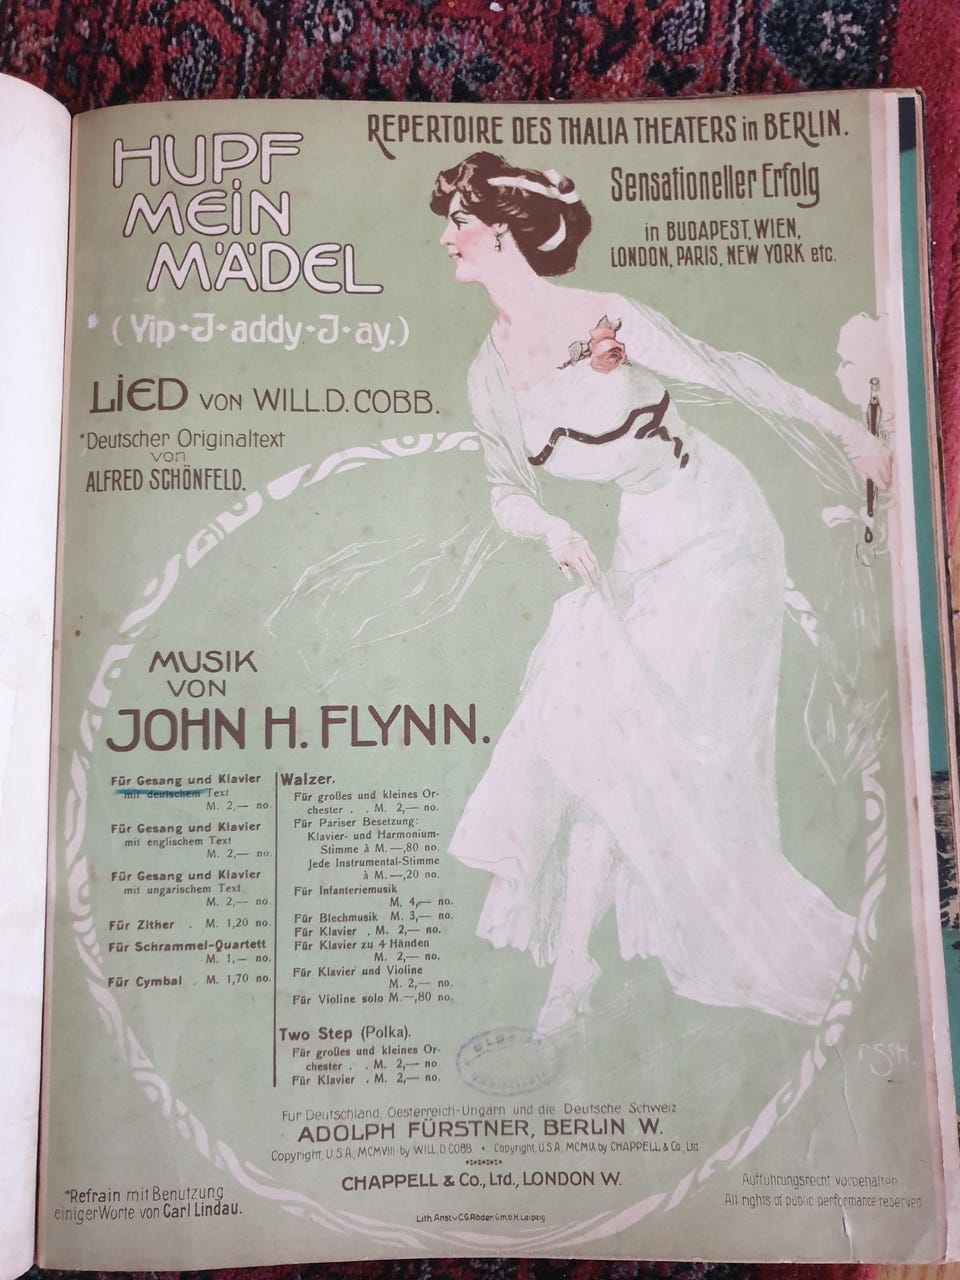 REPERTOIRE DES THALIA THEATERS in BERLIN.
HUPF
MEIN
MÄDEL
(Yip-J-addy-J-ay.)
Sensationeller Erfolg
in BUDAPEST, WIEN,
LONDON, PARIS, NEW YORK etc.
LIED VON WILL.D.COBB.
*Deutscher Originaltext
von
ALFRED SCHÖNFELD.
MUSIK
VON
JOHN H. FLYNN.
Für Gesang und Klavier
mit deutschem Text
M. 2,— no.
Für Gesang und Klavier
mit englischem Text
M. 2,— no.
Für Gesang und Klavier
mit ungarischem Text
M. 2,— no.
Für Zither . M. 1,20 no.
Für Schrammel-Quartett
M. 1,— no.
Für Cymbal . M. 1,70 no.
Walzer.
Für großes und kleines Or-
chester . . M. 2,— no.
Für Pariser Besetzung:
Klavier- und Harmonium-
Stimme à M.—,80 no.
Jede Instrumental-Stimme
à M.—,20 no.
Für Infanteriemusik
M. 4,— no.
Für Blechmusik M. 3,— no.
Für Klavier . M. 2,— no.
Für Klavier zu 4 Händen
M. 2,— no.
Für Klavier und Violine
M. 2,— no.
Für Violine solo M.—,80 no.
Two Step (Polka).
Für großes und kleines Or-
chester . . M. 2,— no.
Für Klavier . M. 2,— no.
R.SCH.
Für Deutschland, Oesterreich-Ungarn und die Deutsche Schweiz
ADOLPH FÜRSTNER, BERLIN W.
Copyright, U.S.A, MCMVIII by WILL.D.COBB • Copyright, U.S.A, MCMIX by CHAPPELL & Co, Ltd
CHAPPELL & Co., Ltd., LONDON W.
*Refrain mit Benutzung
einiger Worte von Carl Lindau.
Aufführungsrecht vorbehalten
All rights of public performance reserved
Lith. Anst. v. C.G. Röder, G.m.b.H. Leipzig